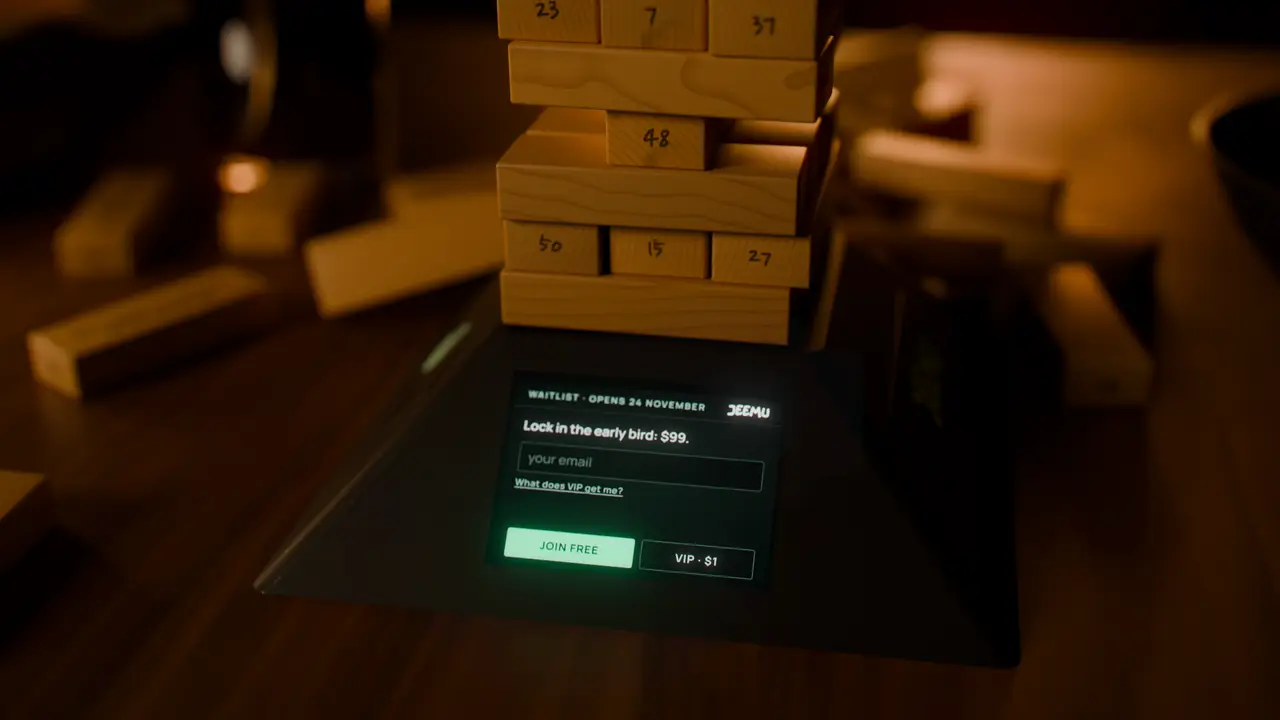 23 7 37
48
50 15 27
WAITLIST · OPENS 24 NOVEMBER
JEEMU
Lock in the early bird: $99.
your email
What does VIP get me?
JOIN FREE
VIP · $1